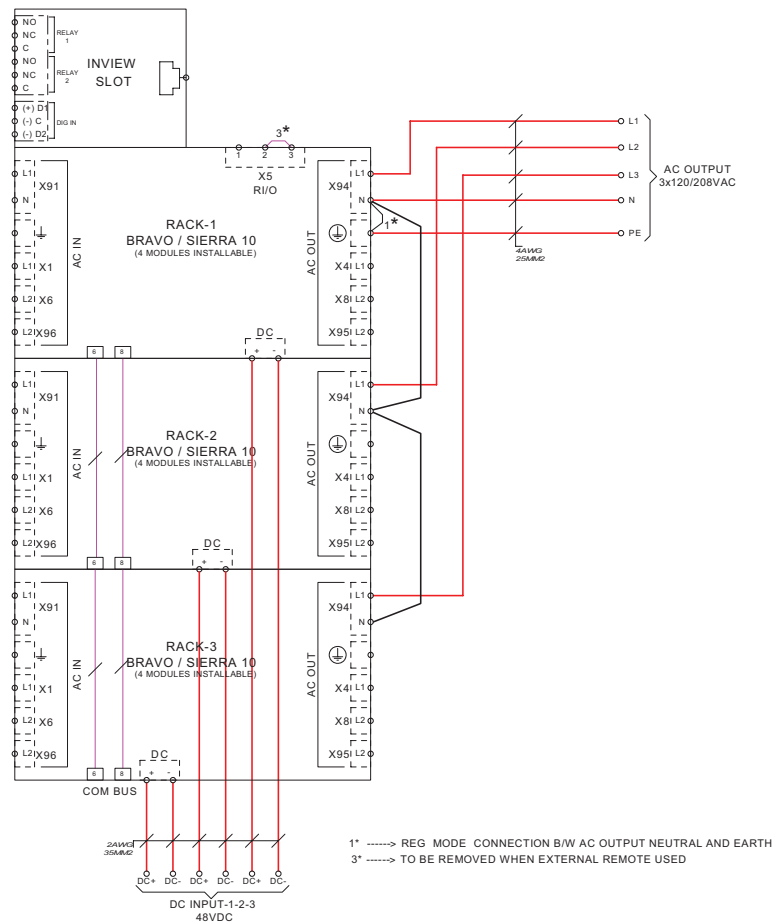 NO
NC
C
RELAY
1
NO
NC
C
RELAY
2
(+) D1
(-) C
(-) D2
DIG IN
INVIEW
SLOT
3*
1 2 3
X5
RI/O
L1
L2
L3
N
PE
AC OUTPUT
3x120/208VAC
4AWG
25MM2
L1
X91
N
L1
X1
L2
X6
L2
X96
AC IN
RACK-1
BRAVO / SIERRA 10
(4 MODULES INSTALLABLE)
AC OUT
X94
L1
N
1*
X4
L1
X8
L2
X95
L2
6 8
DC
+ -
L1
X91
N
L1
X1
L2
X6
L2
X96
AC IN
RACK-2
BRAVO / SIERRA 10
(4 MODULES INSTALLABLE)
AC OUT
X94
L1
N
X4
L1
X8
L2
X95
L2
6 8
DC
+ -
L1
X91
N
L1
X1
L2
X6
L2
X96
AC IN
RACK-3
BRAVO / SIERRA 10
(4 MODULES INSTALLABLE)
AC OUT
X94
L1
N
X4
L1
X8
L2
X95
L2
6 8
COM BUS
DC
+ -
2AWG
35MM2
DC+ DC- DC+ DC- DC+ DC-
DC INPUT-1-2-3
48VDC
1* ------> REG MODE CONNECTION B/W AC OUTPUT NEUTRAL AND EARTH
3* ------> TO BE REMOVED WHEN EXTERNAL REMOTE USED